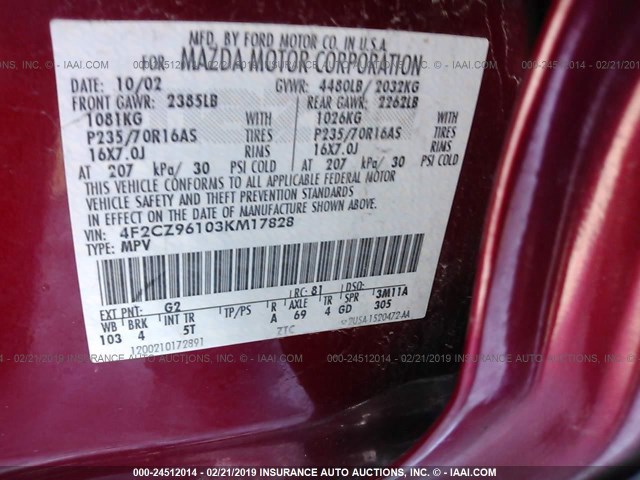 MFD. BY FORD MOTOR CO. IN U.S.A.
FOR MAZDA MOTOR CORPORATION
DATE: 10/02 GVWR: 4480LB/ 2032KG
FRONT GAWR: 2385LB REAR GAWR: 2262LB
1081KG WITH 1026KG WITH
P235/70R16AS TIRES P235/70R16AS TIRES
16X7.0J RIMS 16X7.0J RIMS
AT 207 kPa/ 30 PSI COLD AT 207 kPa/ 30 PSI COLD
THIS VEHICLE CONFORMS TO ALL APPLICABLE FEDERAL MOTOR
VEHICLE SAFETY AND THEFT PREVENTION STANDARDS
IN EFFECT ON THE DATE OF MANUFACTURE SHOWN ABOVE.
VIN: 4F2CZ96103KM17828
TYPE: MPV
EXT PNT: G2 RC: 81 DSO:
WB BRK INT TR TP/PS R AXLE TR SPR 3M11A
103 4 5T A 69 4 GD 305
1200210172891 ZTC
000-24512014 - 02/21/2019 INSURANCE AUTO AUCTIONS, INC. (C) - IAAI.COM